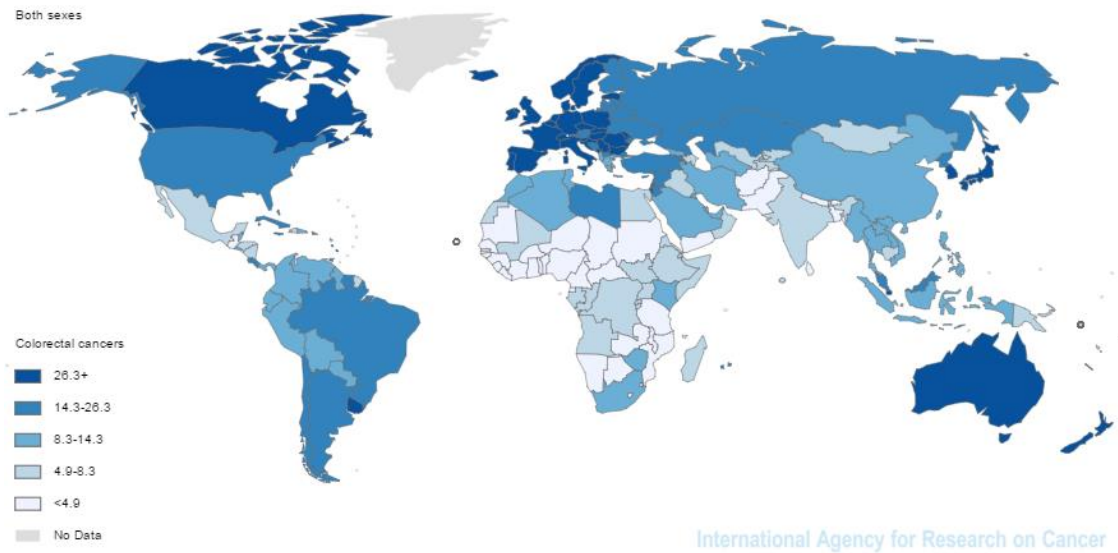 Both sexes
Colorectal cancers
26.3+
14.3-26.3
8.3-14.3
4.9-8.3
<4.9
No Data
International Agency for Research on Cancer